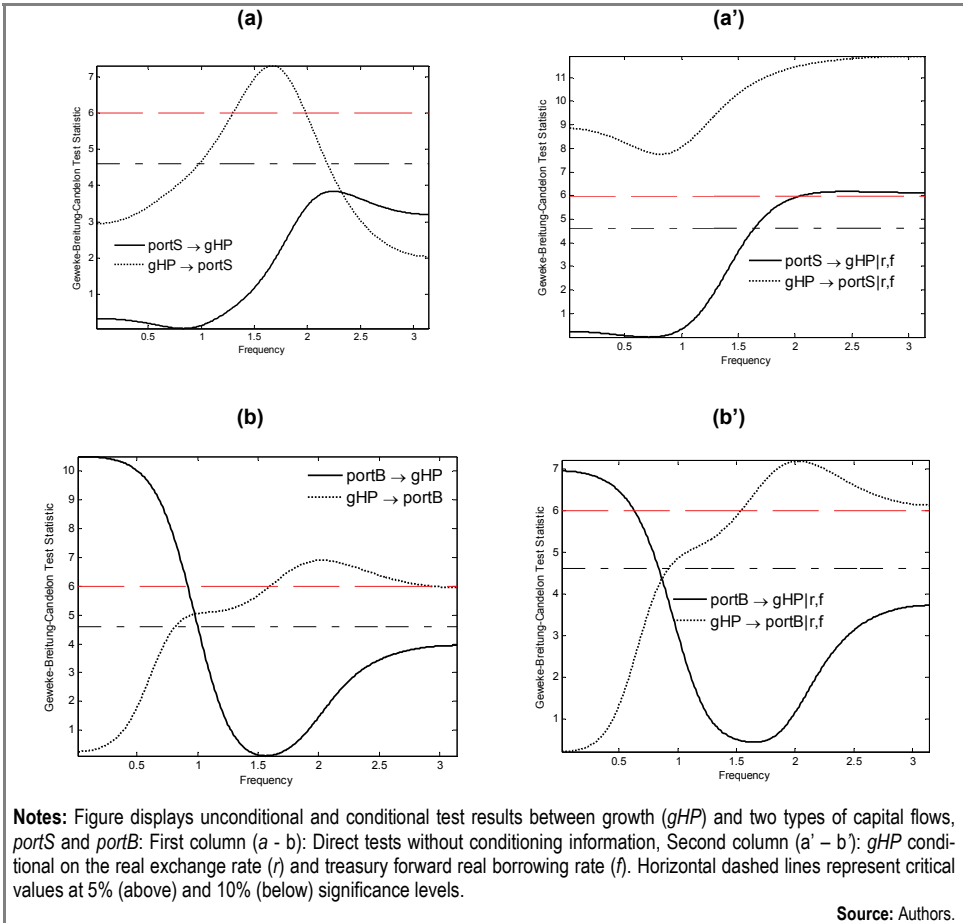 (a)
Geweke-Breitung-Candelon Test Statistic
7
6
5
4
3
2
1
portS → gHP
gHP → portS
0.5 1 1.5 2 2.5 3
Frequency
(a’)
Geweke-Breitung-Candelon Test Statistic
11
10
9
8
7
6
5
4
3
2
1
portS → gHP|r,f
gHP → portS|r,f
0.5 1 1.5 2 2.5 3
Frequency
(b)
Geweke-Breitung-Candelon Test Statistic
10
9
8
7
6
5
4
3
2
1
portB → gHP
gHP → portB
0.5 1 1.5 2 2.5 3
Frequency
(b’)
Geweke-Breitung-Candelon Test Statistic
7
6
5
4
3
2
1
portB → gHP|r,f
gHP → portB|r,f
0.5 1 1.5 2 2.5 3
Frequency
Notes: Figure displays unconditional and conditional test results between growth (gHP) and two types of capital flows,
portS and portB: First column (a - b): Direct tests without conditioning information, Second column (a’ – b’): gHP condi-
tional on the real exchange rate (r) and treasury forward real borrowing rate (f). Horizontal dashed lines represent critical
values at 5% (above) and 10% (below) significance levels.
Source: Authors.